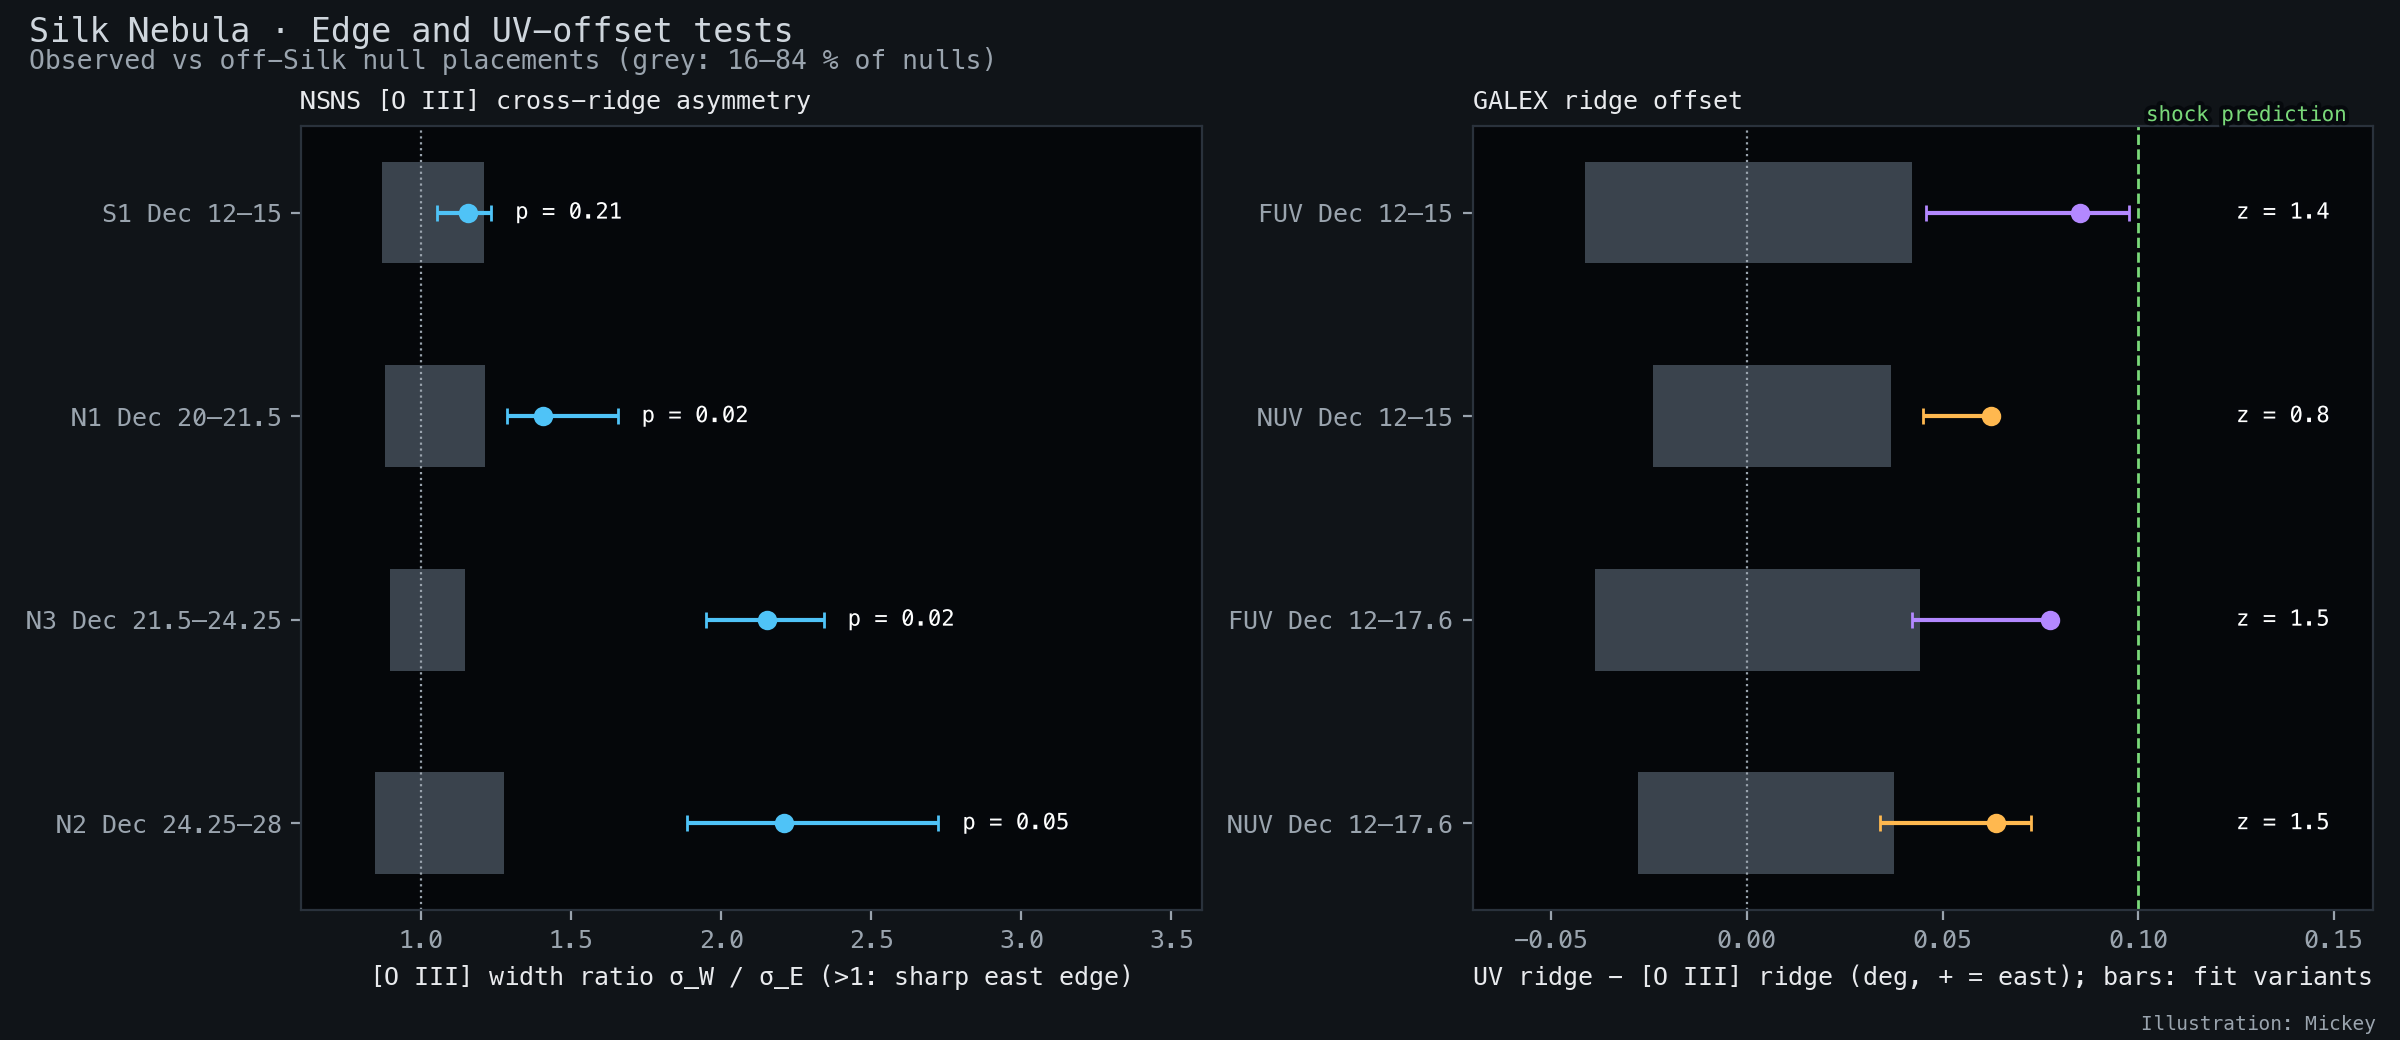 Silk Nebula · Edge and UV−offset tests
Observed vs off−Silk null placements (grey: 16–84 % of nulls)
NSNS [O III] cross−ridge asymmetry
S1 Dec 12–15
p = 0.21
N1 Dec 20–21.5
p = 0.02
N3 Dec 21.5–24.25
p = 0.02
N2 Dec 24.25–28
p = 0.05
1.0 1.5 2.0 2.5 3.0 3.5
[O III] width ratio σ_W / σ_E (>1: sharp east edge)
GALEX ridge offset
shock prediction
FUV Dec 12–15
z = 1.4
NUV Dec 12–15
z = 0.8
FUV Dec 12–17.6
z = 1.5
NUV Dec 12–17.6
z = 1.5
−0.05 0.00 0.05 0.10 0.15
UV ridge − [O III] ridge (deg, + = east); bars: fit variants
Illustration: Mickey